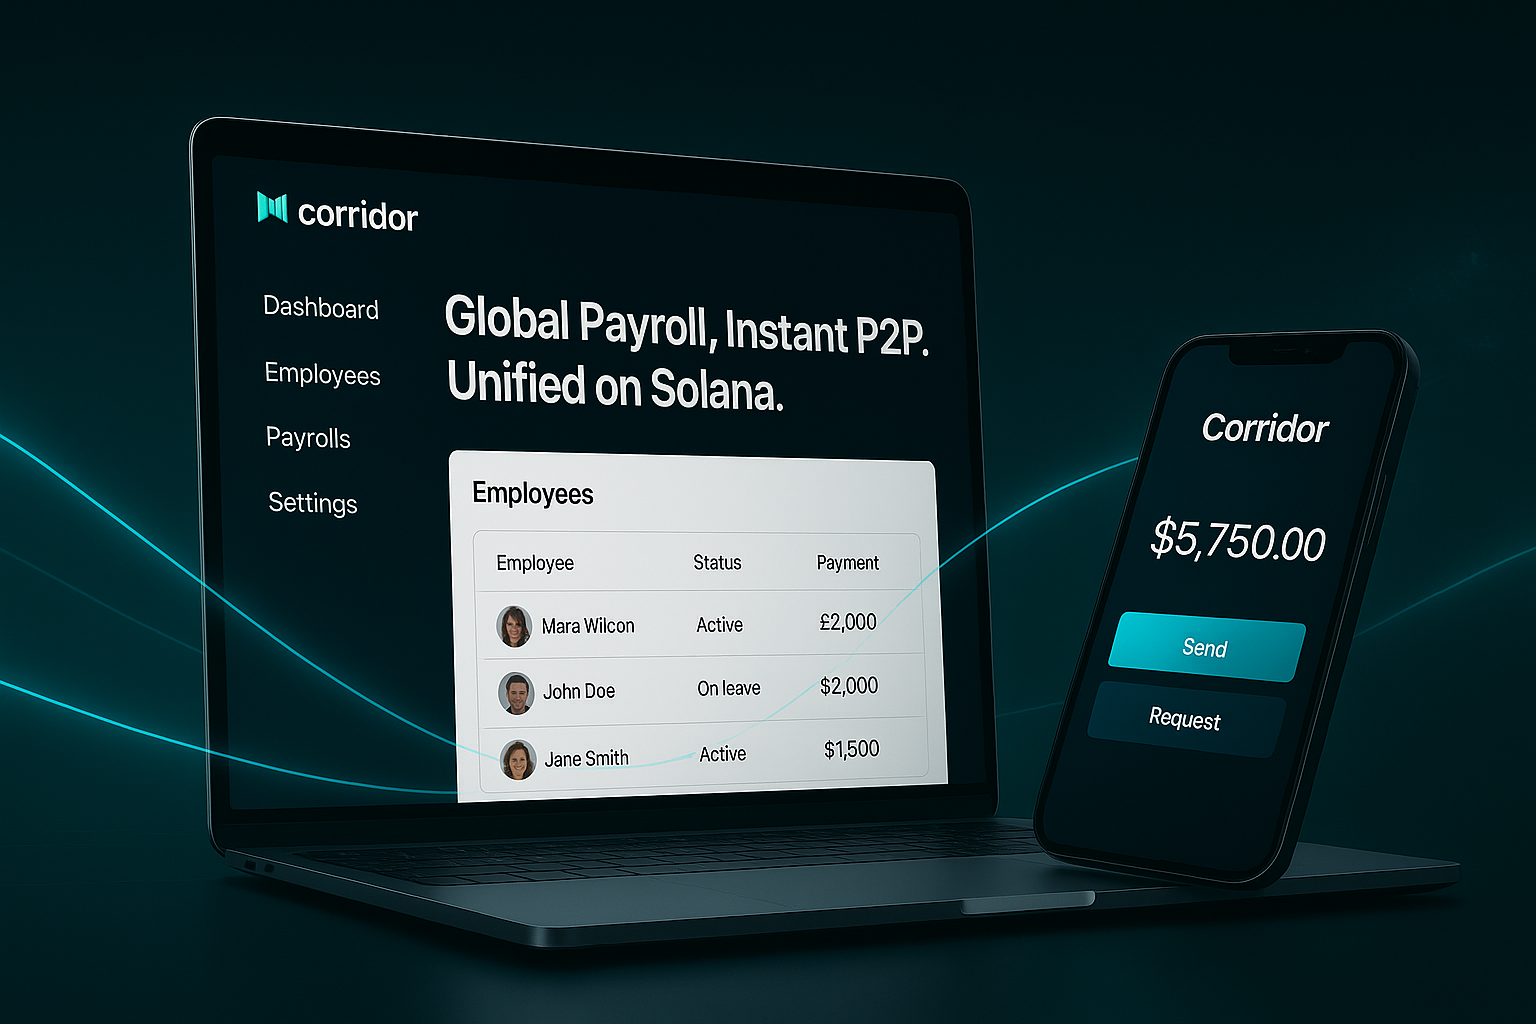 corridor
Dashboard
Employees
Payrolls
Settings
Global Payroll, Instant P2P.
Unified on Solana.
Employees
Employee Status Payment
Mara Wilcon Active £2,000
John Doe On leave $2,000
Jane Smith Active $1,500
Corridor
$5,750.00
Send
Request